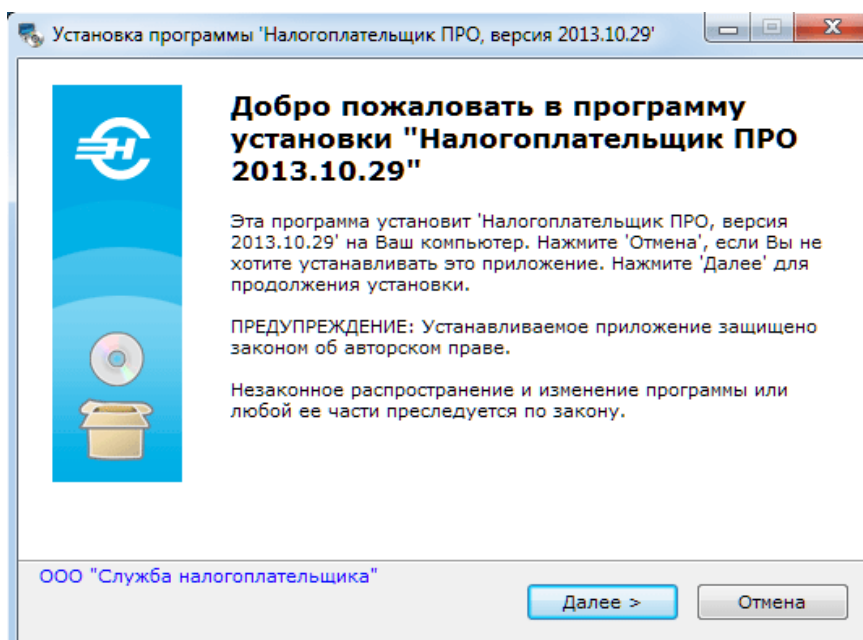 Установка программы 'Налогоплательщик ПРО, версия 2013.10.29'
Добро пожаловать в программу
установки "Налогоплательщик ПРО
2013.10.29"
Эта программа установит 'Налогоплательщик ПРО, версия
2013.10.29' на Ваш компьютер. Нажмите 'Отмена', если Вы не
хотите устанавливать это приложение. Нажмите 'Далее' для
продолжения установки.
ПРЕДУПРЕЖДЕНИЕ: Устанавливаемое приложение защищено
законом об авторском праве.
Незаконное распространение и изменение программы или
любой ее части преследуется по закону.
ООО "Служба налогоплательщика"
Далее >
Отмена